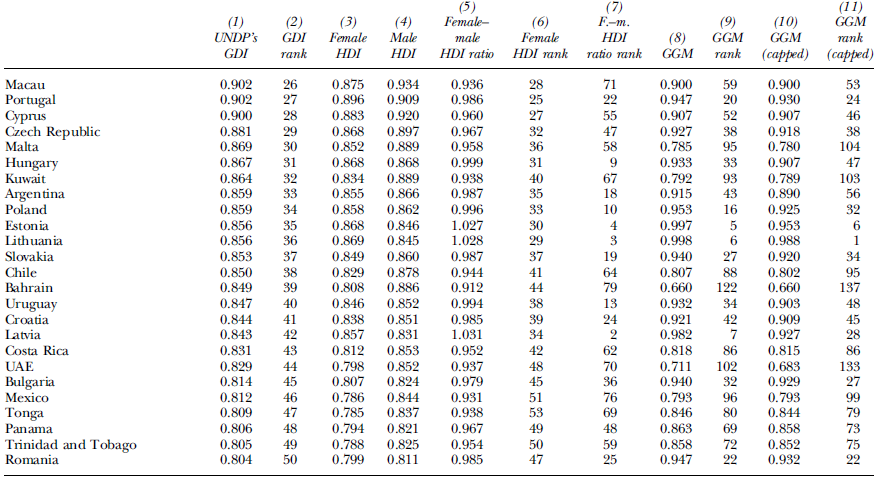 (1) (2) (3) (4) (5) (6) (7) (8) (9) (10) (11)
UNDP's GDI GDI rank Female HDI Male HDI Female–male HDI ratio Female HDI rank F.–m. HDI ratio rank GGM GGM rank GGM (capped) GGM rank (capped)
Macau 0.902 26 0.875 0.934 0.936 28 71 0.900 59 0.900 53
Portugal 0.902 27 0.896 0.909 0.986 25 22 0.947 20 0.930 24
Cyprus 0.900 28 0.883 0.920 0.960 27 55 0.907 52 0.907 46
Czech Republic 0.881 29 0.868 0.897 0.967 32 47 0.927 38 0.918 38
Malta 0.869 30 0.852 0.889 0.958 36 58 0.785 95 0.780 104
Hungary 0.867 31 0.868 0.868 0.999 31 9 0.933 33 0.907 47
Kuwait 0.864 32 0.834 0.889 0.938 40 67 0.792 93 0.789 103
Argentina 0.859 33 0.855 0.866 0.987 35 18 0.915 43 0.890 56
Poland 0.859 34 0.858 0.862 0.996 33 10 0.953 16 0.925 32
Estonia 0.856 35 0.868 0.846 1.027 30 4 0.997 5 0.953 6
Lithuania 0.856 36 0.869 0.845 1.028 29 3 0.998 6 0.988 1
Slovakia 0.853 37 0.849 0.860 0.987 37 19 0.940 27 0.920 34
Chile 0.850 38 0.829 0.878 0.944 41 64 0.807 88 0.802 95
Bahrain 0.849 39 0.808 0.886 0.912 44 79 0.660 122 0.660 137
Uruguay 0.847 40 0.846 0.852 0.994 38 13 0.932 34 0.903 48
Croatia 0.844 41 0.838 0.851 0.985 39 24 0.921 42 0.909 45
Latvia 0.843 42 0.857 0.831 1.031 34 2 0.982 7 0.927 28
Costa Rica 0.831 43 0.812 0.853 0.952 42 62 0.818 86 0.815 86
UAE 0.829 44 0.798 0.852 0.937 48 70 0.711 102 0.683 133
Bulgaria 0.814 45 0.807 0.824 0.979 45 36 0.940 32 0.929 27
Mexico 0.812 46 0.786 0.844 0.931 51 76 0.793 96 0.793 99
Tonga 0.809 47 0.785 0.837 0.938 53 69 0.846 80 0.844 79
Panama 0.806 48 0.794 0.821 0.967 49 48 0.863 69 0.858 73
Trinidad and Tobago 0.805 49 0.788 0.825 0.954 50 59 0.858 72 0.852 75
Romania 0.804 50 0.799 0.811 0.985 47 25 0.947 22 0.932 22